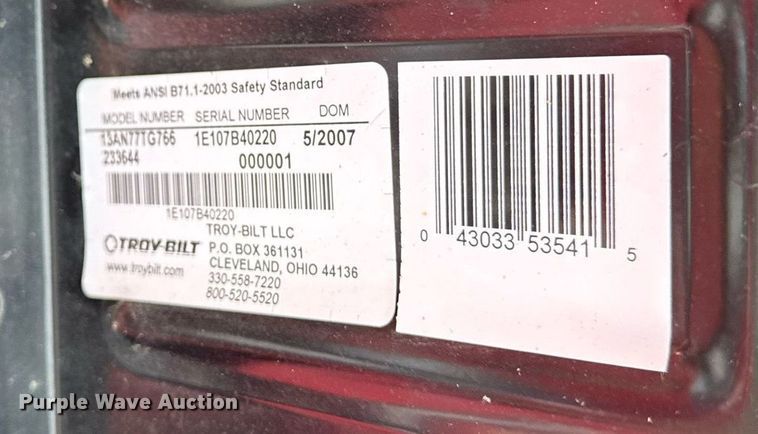 Meets ANSI B71.1-2003 Safety Standard
MODEL NUMBER SERIAL NUMBER DOM
13AN77TG766 1E107B40220 5/2007
233644 000001
1E107B40220
TROY-BILT LLC
TROY-BILT P.O. BOX 361131
www.troybilt.com CLEVELAND, OHIO 44136
330-558-7220
800-520-5520
0 43033 53541 5
Purple Wave Auction